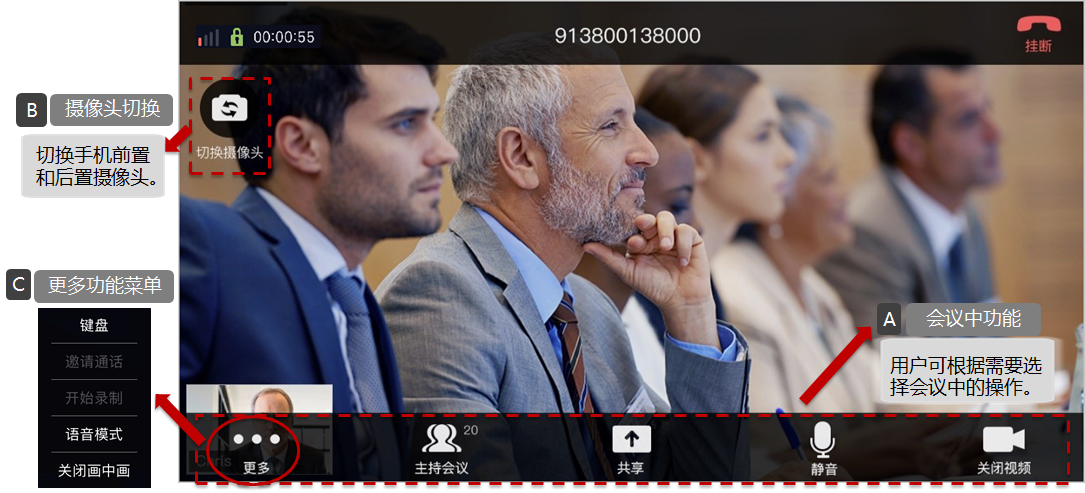 00:00:55
913800138000
挂断
B 摄像头切换
切换手机前置
和后置摄像头。
切换摄像头
C 更多功能菜单
键盘
邀请通话
开始录制
语音模式
关闭画中画
A 会议中功能
用户可根据需要选
择会议中的操作。
Chris
更多
主持会议 20
共享
静音
关闭视频